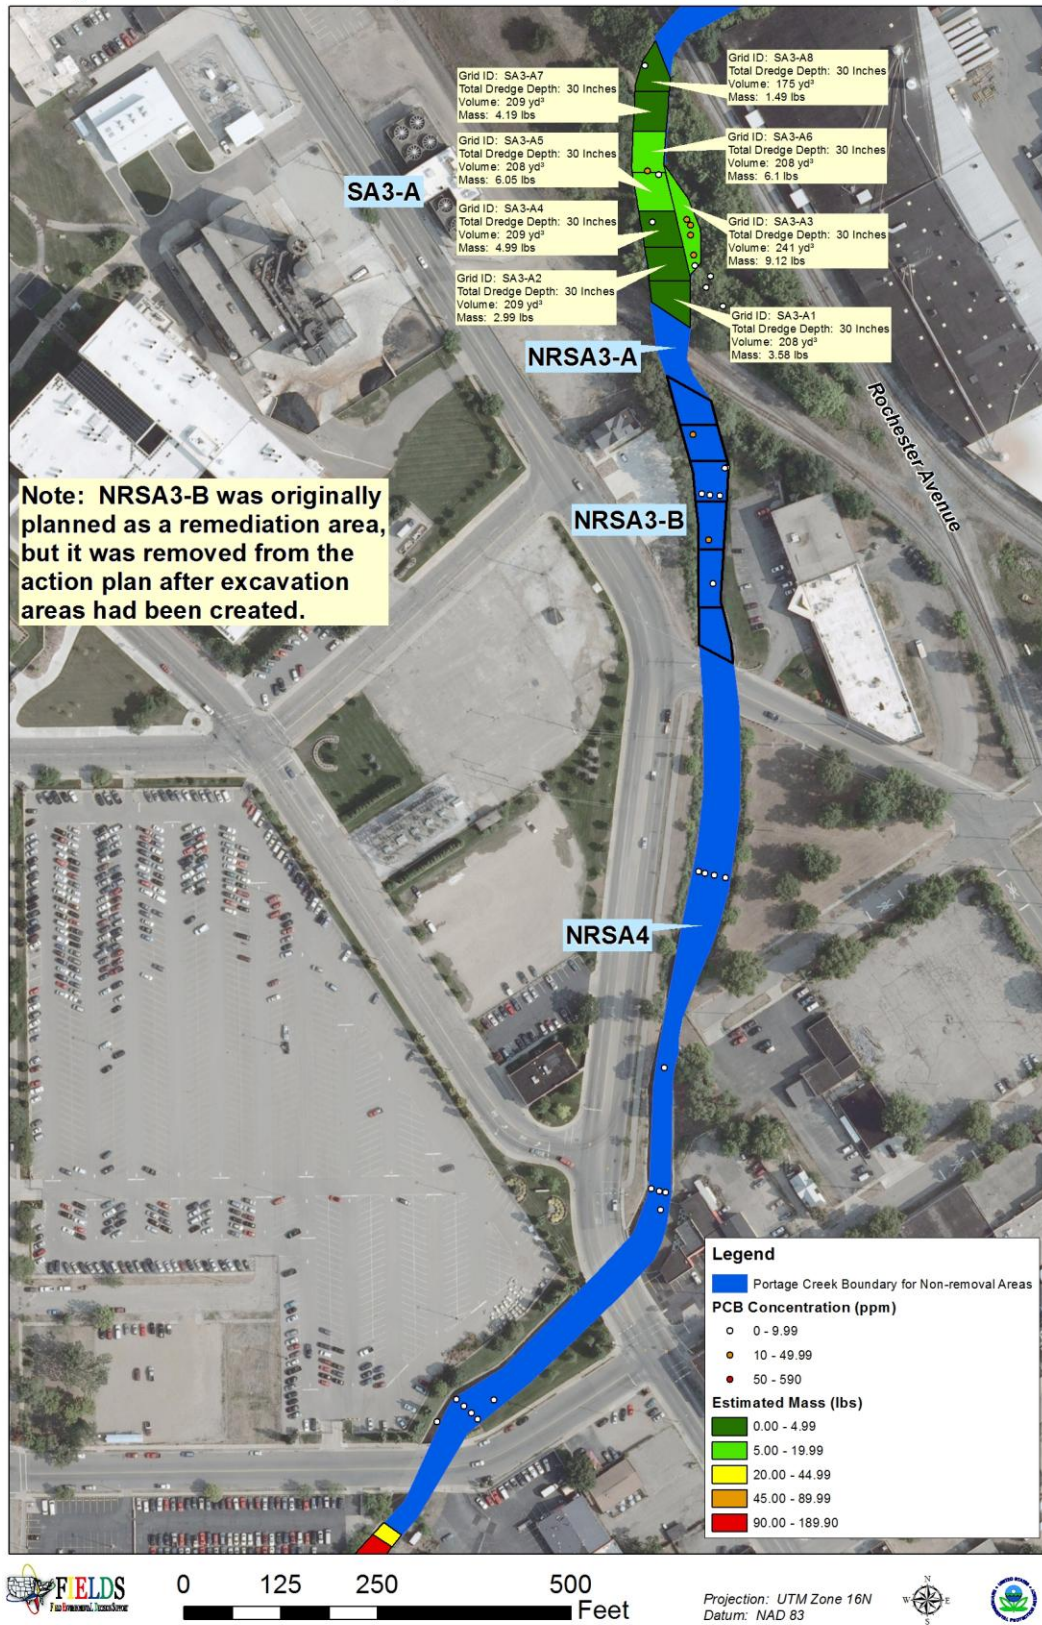 Grid ID: SA3-A7
Total Dredge Depth: 30 Inches
Volume: 209 yd³
Mass: 4.19 lbs
Grid ID: SA3-A8
Total Dredge Depth: 30 Inches
Volume: 175 yd³
Mass: 1.49 lbs
Grid ID: SA3-A5
Total Dredge Depth: 30 Inches
Volume: 208 yd³
Mass: 6.05 lbs
Grid ID: SA3-A6
Total Dredge Depth: 30 Inches
Volume: 208 yd³
Mass: 6.1 lbs
SA3-A
Grid ID: SA3-A4
Total Dredge Depth: 30 Inches
Volume: 209 yd³
Mass: 4.99 lbs
Grid ID: SA3-A3
Total Dredge Depth: 30 Inches
Volume: 241 yd³
Mass: 9.12 lbs
Grid ID: SA3-A2
Total Dredge Depth: 30 Inches
Volume: 209 yd³
Mass: 2.99 lbs
Grid ID: SA3-A1
Total Dredge Depth: 30 Inches
Volume: 208 yd³
Mass: 3.58 lbs
NRSA3-A
Rochester Avenue
Note: NRSA3-B was originally
planned as a remediation area,
but it was removed from the
action plan after excavation
areas had been created.
NRSA3-B
NRSA4
Legend
Portage Creek Boundary for Non-removal Areas
PCB Concentration (ppm)
0 - 9.99
10 - 49.99
50 - 590
Estimated Mass (lbs)
0.00 - 4.99
5.00 - 19.99
20.00 - 44.99
45.00 - 89.99
90.00 - 189.90
FIELDS
0 125 250 500
Feet
Projection: UTM Zone 16N
Datum: NAD 83
N
W E
S